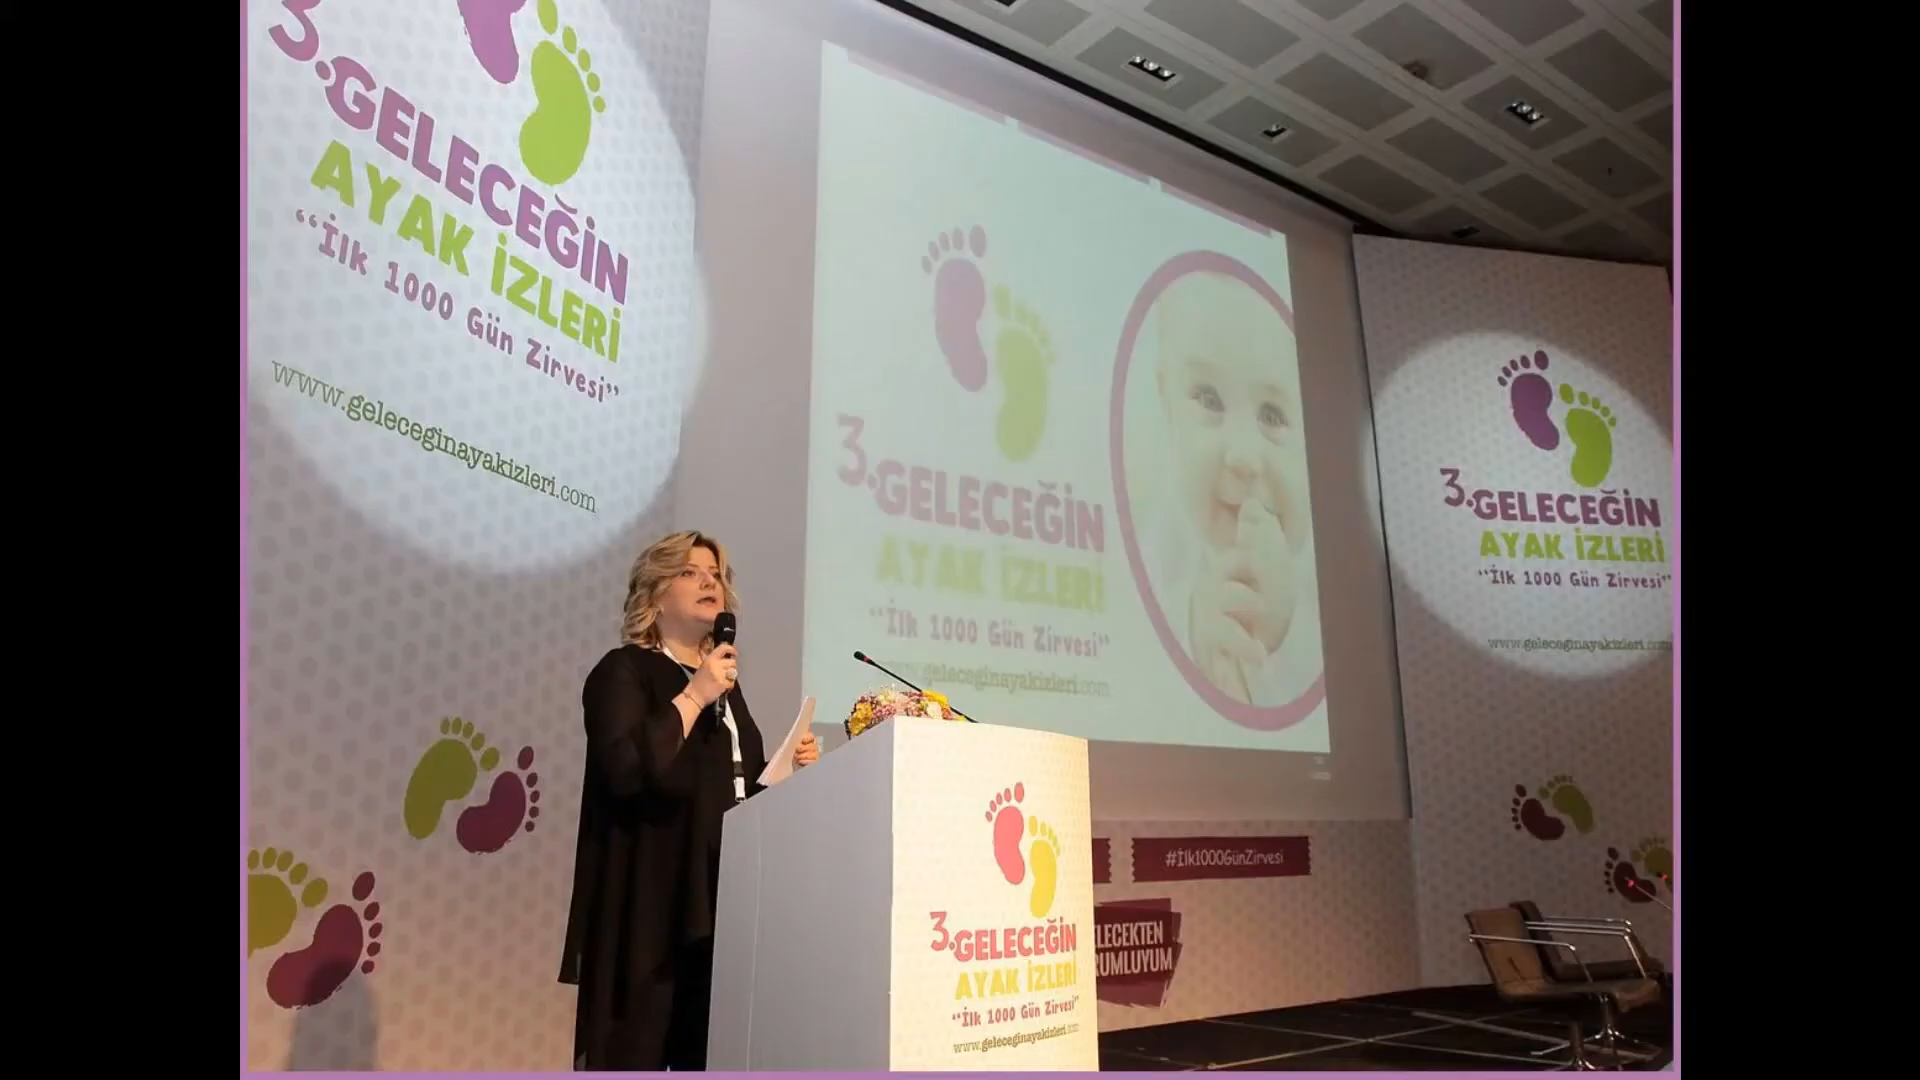 3.GELECEĞİN
AYAK İZLERİ
“İlk 1000 Gün Zirvesi”
www.geleceginayakizleri.com
3.GELECEĞİN
AYAK İZLERİ
“İlk 1000 Gün Zirvesi”
www.geleceginayakizleri.com
3.GELECEĞİN
AYAK İZLERİ
“İlk 1000 Gün Zirvesi”
www.geleceginayakizleri.com
#İlk1000GünZirvesi
3.GELECEĞİN
AYAK İZLERİ
“İlk 1000 Gün Zirvesi”
www.geleceginayakizleri.com
ELECEKTEN
RUMLUYUM